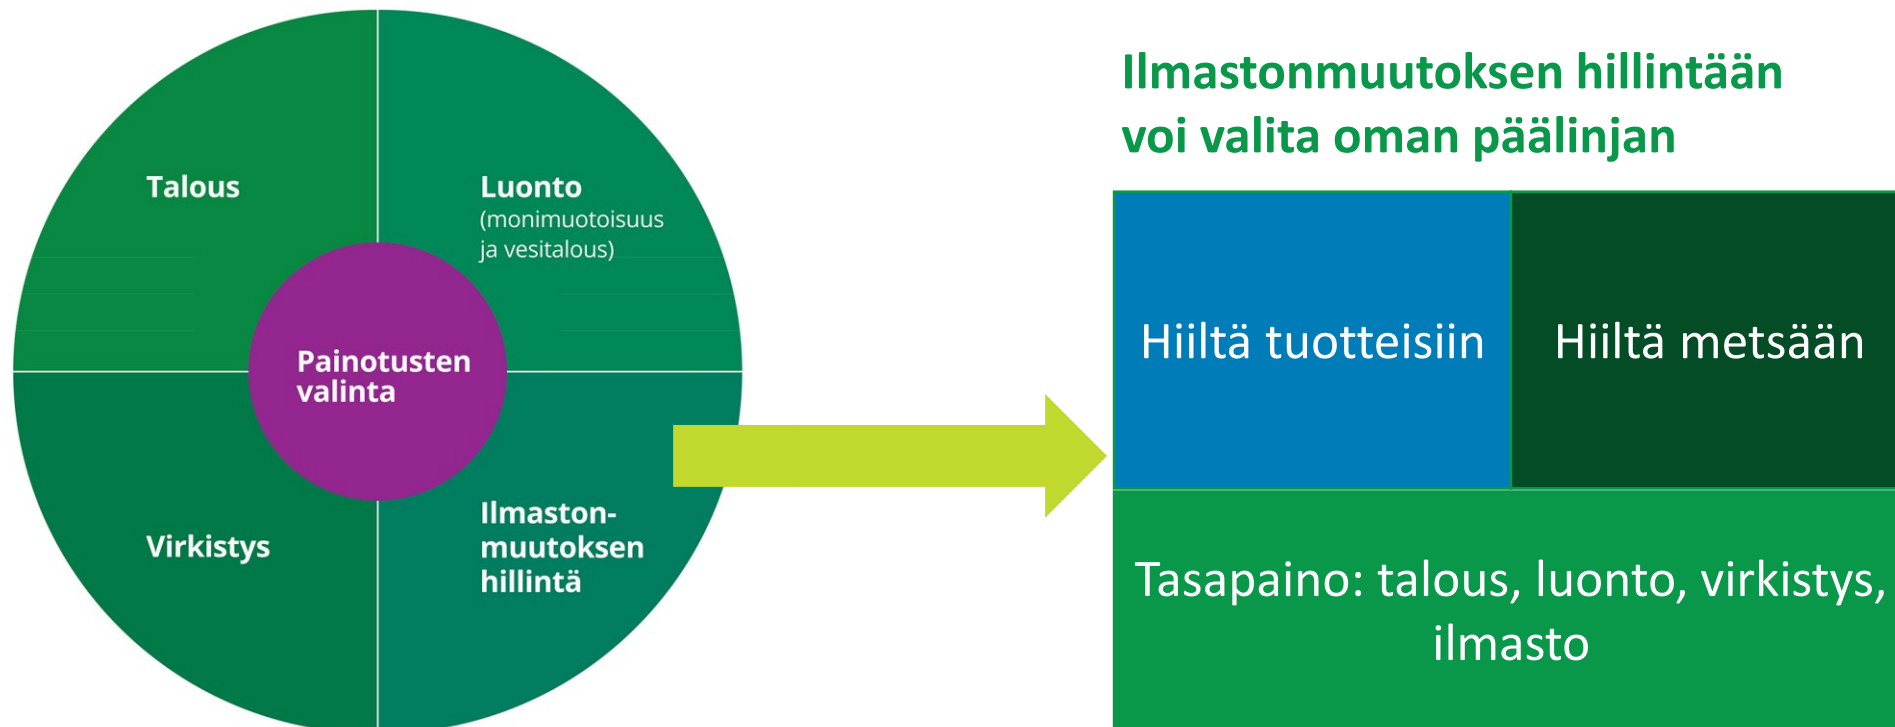 Talous
Luonto
(monimuotoisuus
ja vesitalous)
Painotusten
valinta
Virkistys
Ilmaston-
muutoksen
hillintä
Ilmastonmuutoksen hillintään
voi valita oman päälinjan
Hiiltä tuotteisiin
Hiiltä metsään
Tasapaino: talous, luonto, virkistys,
ilmasto